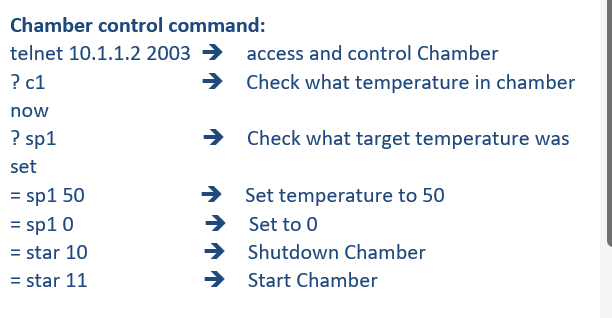 Chamber control command:
telnet 10.1.1.2 2003 ➔ access and control Chamber
? c1 ➔ Check what temperature in chamber
now
? sp1 ➔ Check what target temperature was
set
= sp1 50 ➔ Set temperature to 50
= sp1 0 ➔ Set to 0
= star 10 ➔ Shutdown Chamber
= star 11 ➔ Start Chamber